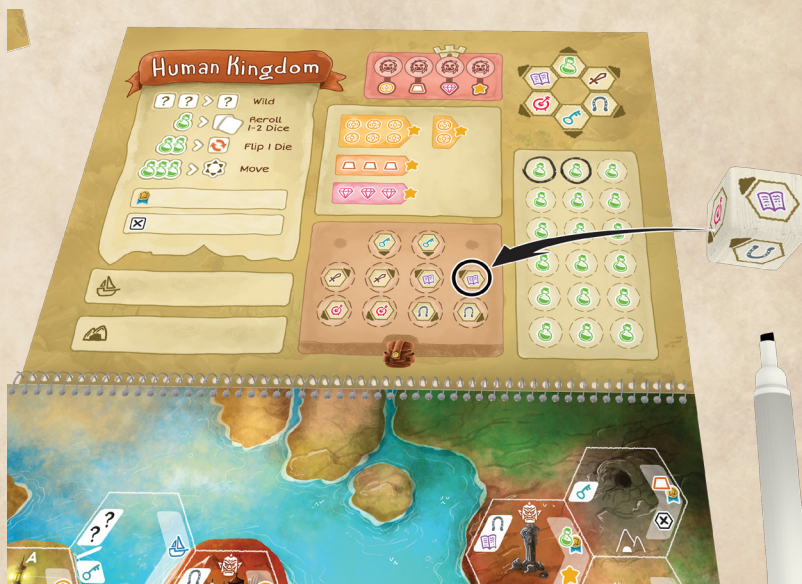 Human Kingdom
? ? > ? Wild
> Reroll
1-2 Dice
> Flip 1 Die
> Move
? ?
A